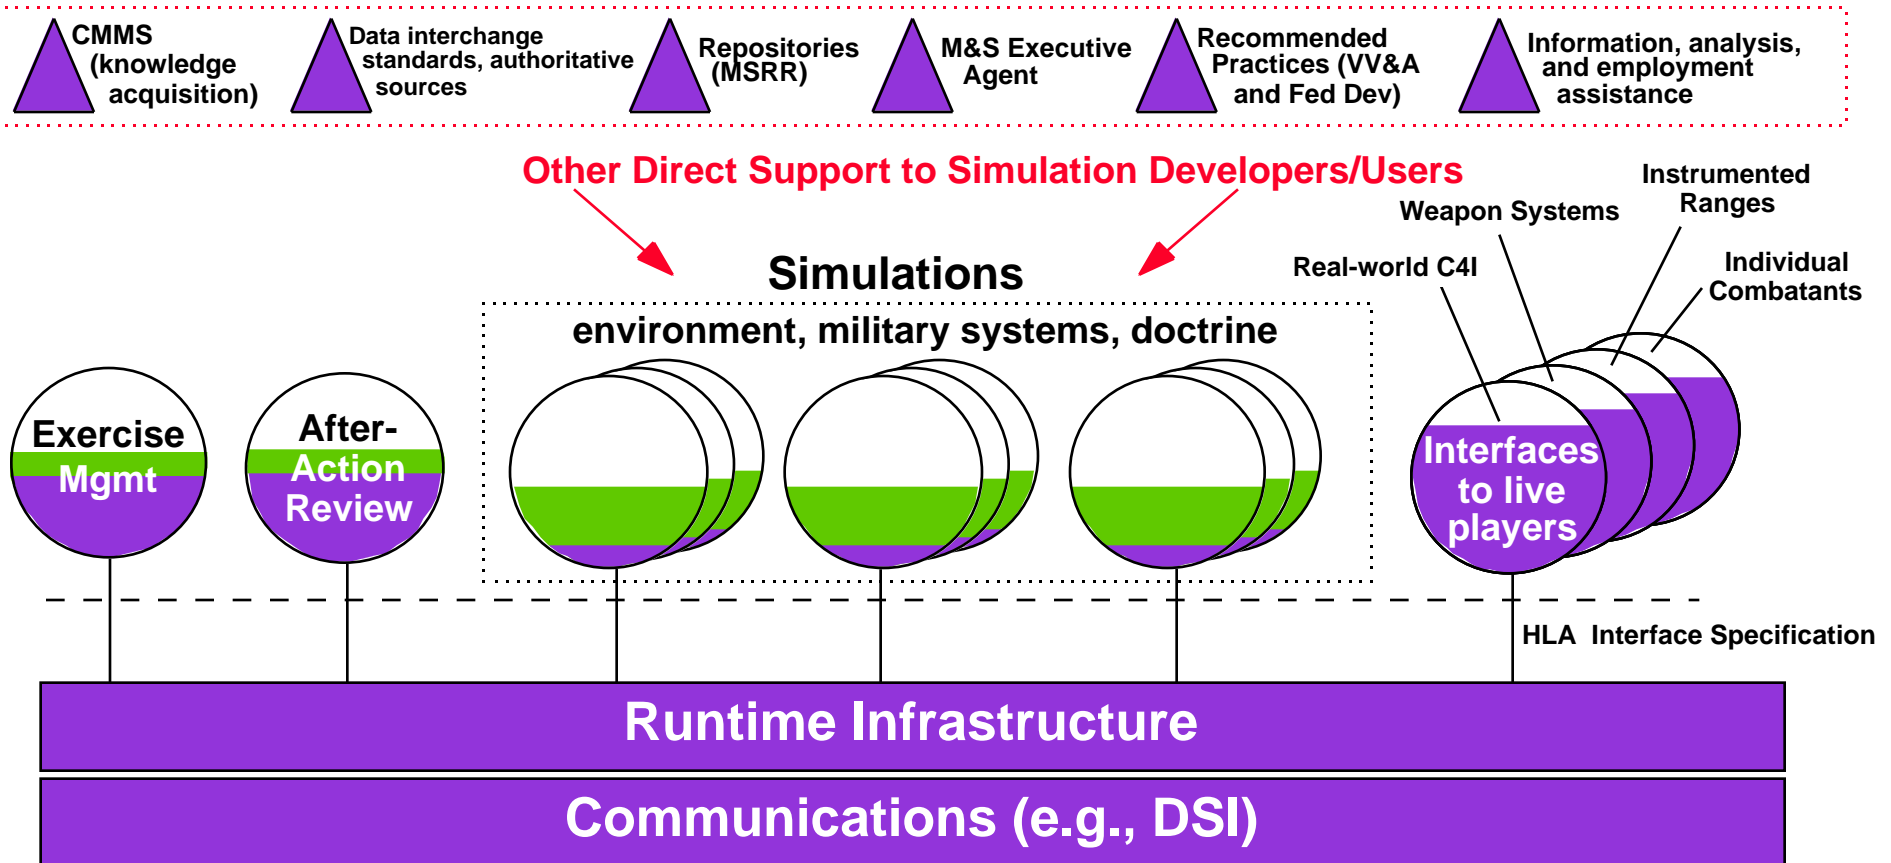 CMMS
(knowledge
acquisition)
Data interchange
standards, authoritative
sources
Repositories
(MSRR)
M&S Executive
Agent
Recommended
Practices (VV&A
and Fed Dev)
Information, analysis,
and employment
assistance
Other Direct Support to Simulation Developers/Users
Instrumented
Ranges
Weapon Systems
Real-world C4I
Individual
Combatants
Simulations
environment, military systems, doctrine
Exercise
Mgmt
After-
Action
Review
Interfaces
to live
players
HLA Interface Specification
Runtime Infrastructure
Communications (e.g., DSI)